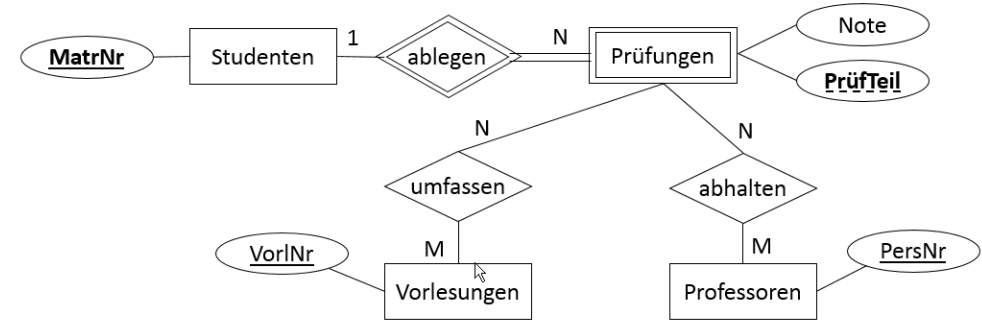 Note
1
N
MatrNr
Studenten
ablegen
Prüfungen
PrüfTeil
N
N
umfassen
abhalten
M
M
VorlNr
PersNr
Vorlesungen
Professoren